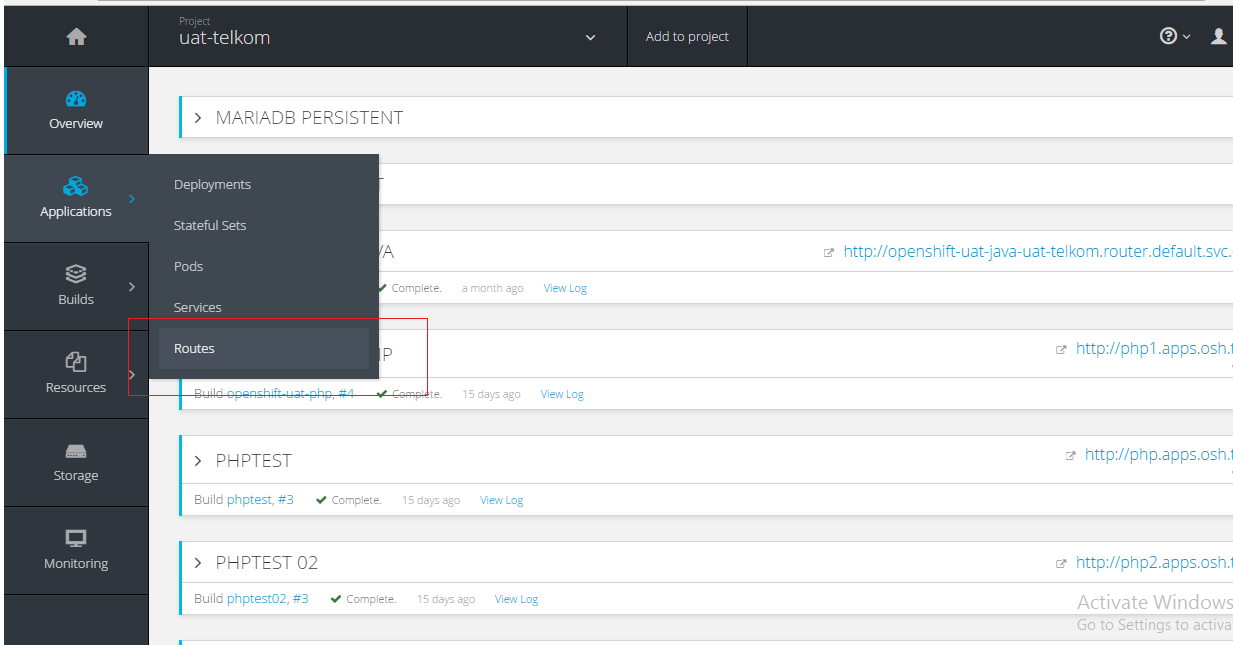 Project
uat-telkom
Add to project
Overview
Applications
Builds
Resources
Storage
Monitoring
Deployments
Stateful Sets
Pods
Services
Routes
MARIADB PERSISTENT
T
VA
http://openshift-uat-java-uat-telkom.router.default.svc.
Complete. a month ago View Log
HP
http://php1.apps.osh.t
Build openshift-uat-php, #4 Complete. 15 days ago View Log
PHPTEST
http://php.apps.osh.t
Build phptest, #3 Complete. 15 days ago View Log
PHPTEST 02
http://php2.apps.osh.t
Build phptest02, #3 Complete. 15 days ago View Log
Activate Windows
Go to Settings to activa